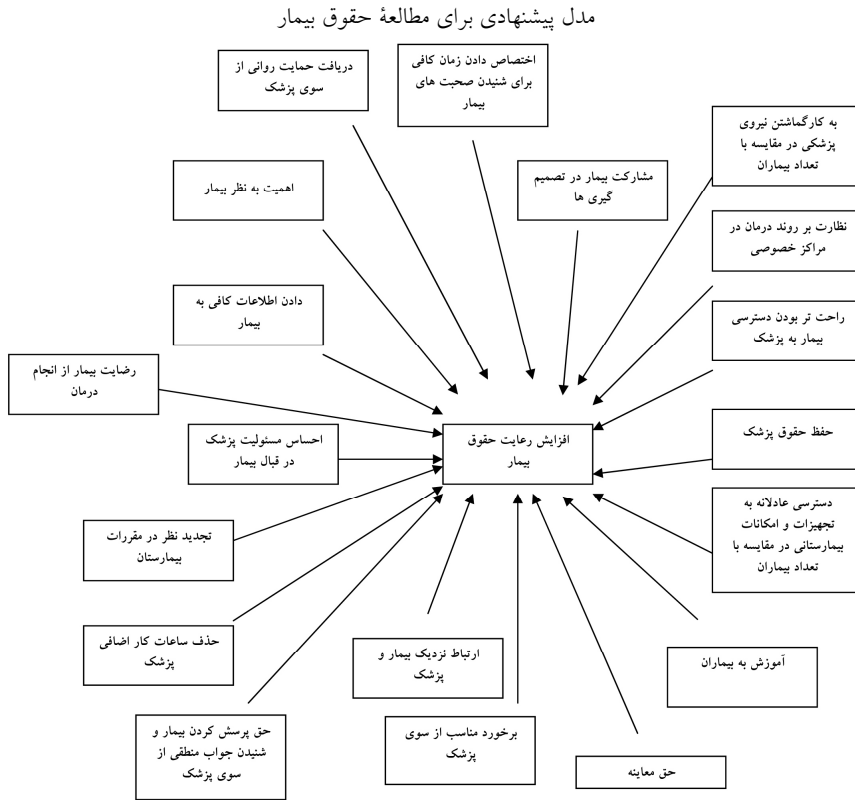 مدل پیشنهادی برای مطالعهٔ حقوق بیمار
اختصاص دادن زمان کافی
برای شنیدن صحبت های
بیمار
دریافت حمایت روانی از
سوی پزشک
به کارگماشتن نیروی
پزشکی در مقایسه با
تعداد بیماران
مشارکت بیمار در تصمیم
گیری ها
اهمیت به نظر بیمار
نظارت بر روند درمان در
مراکز خصوصی
دادن اطلاعات کافی به
بیمار
راحت تر بودن دسترسی
بیمار به پزشک
رضایت بیمار از انجام
درمان
حفظ حقوق پزشک
افزایش رعایت حقوق
بیمار
احساس مسئولیت پزشک
در قبال بیمار
دسترسی عادلانه به
تجهیزات و امکانات
بیمارستانی در مقایسه با
تعداد بیماران
تجدید نظر در مقررات
بیمارستان
حذف ساعات کار اضافی
پزشک
ارتباط نزدیک بیمار و
پزشک
آموزش به بیماران
حق پرسش کردن بیمار و
شنیدن جواب منطقی از
سوی پزشک
برخورد مناسب از سوی
پزشک
حق معاینه